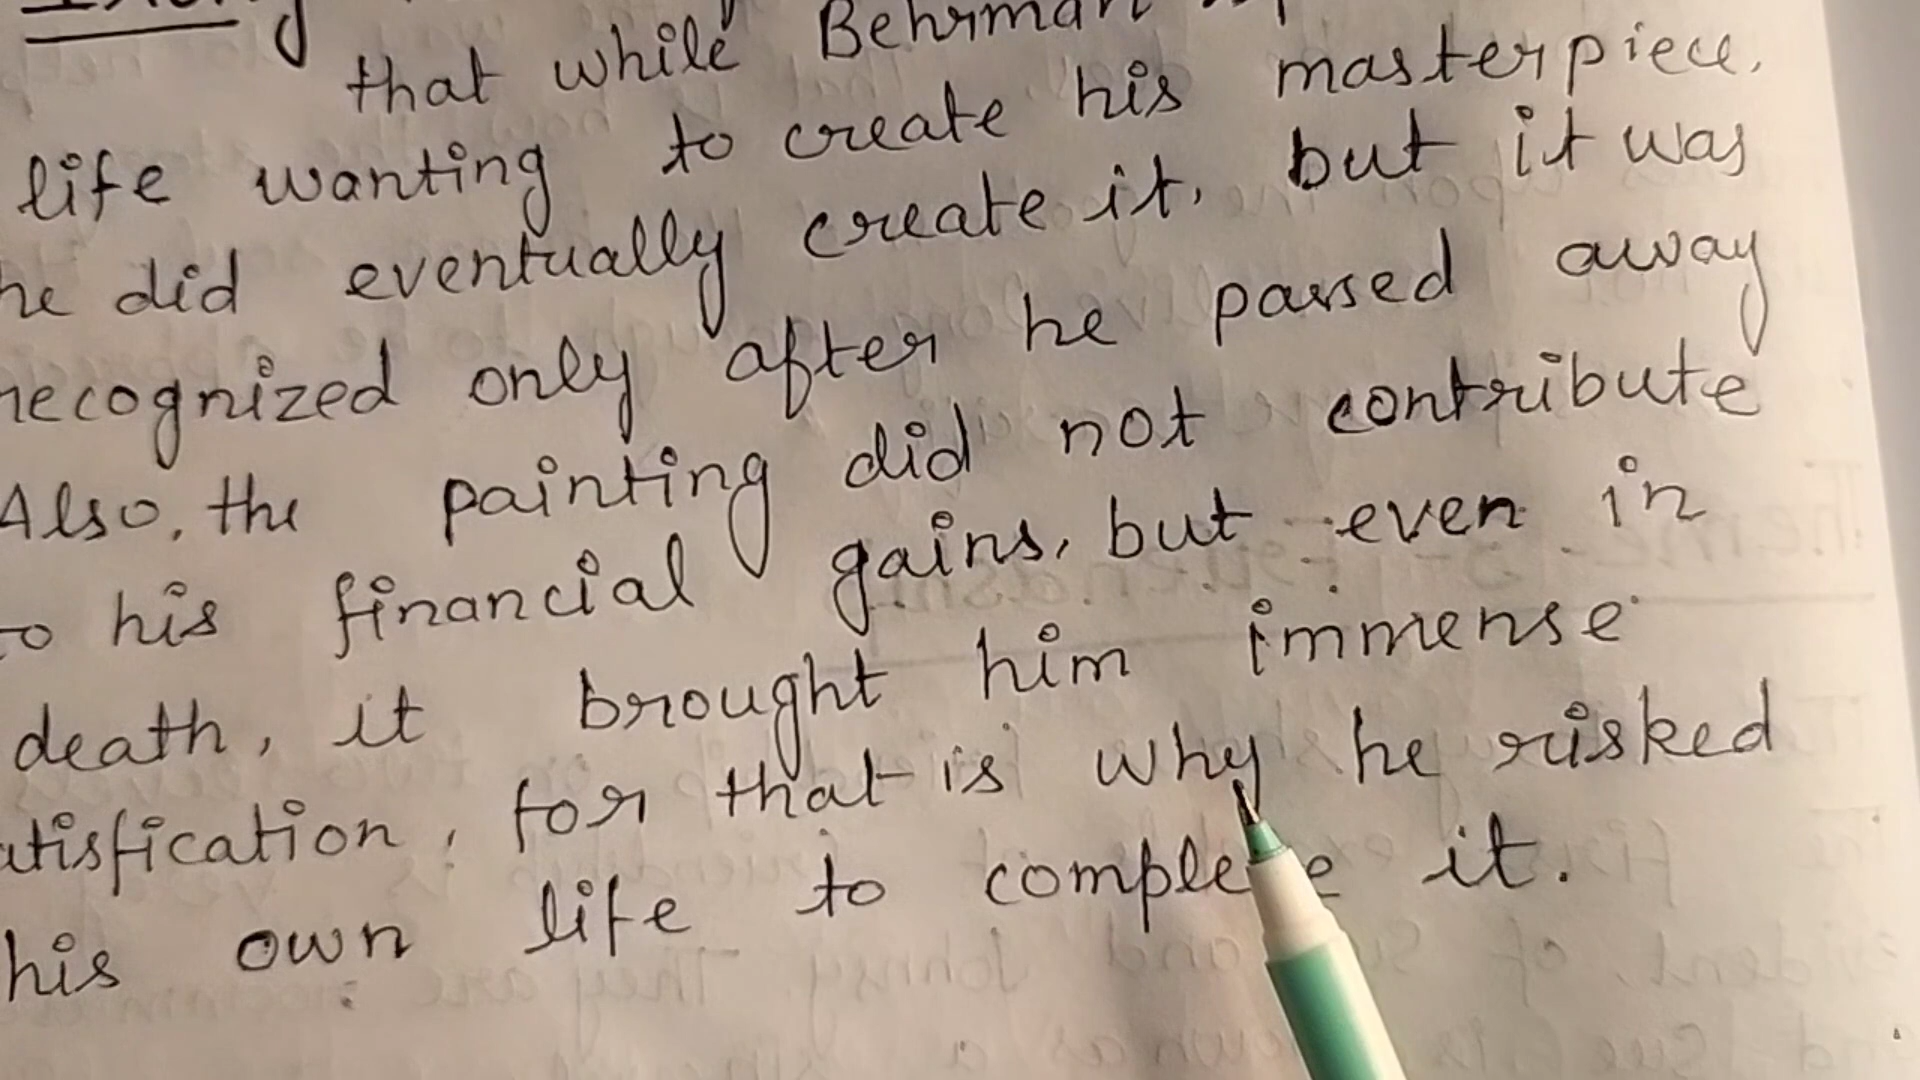 that while Behrman
life wanting to create his masterpiece,
he did eventually create it, but it was
recognized only after he passed away
Also, the painting did not contribute
to his financial gains, but even in
death, it brought him immense
atisfication, for that is why he risked
his own life to complete it.